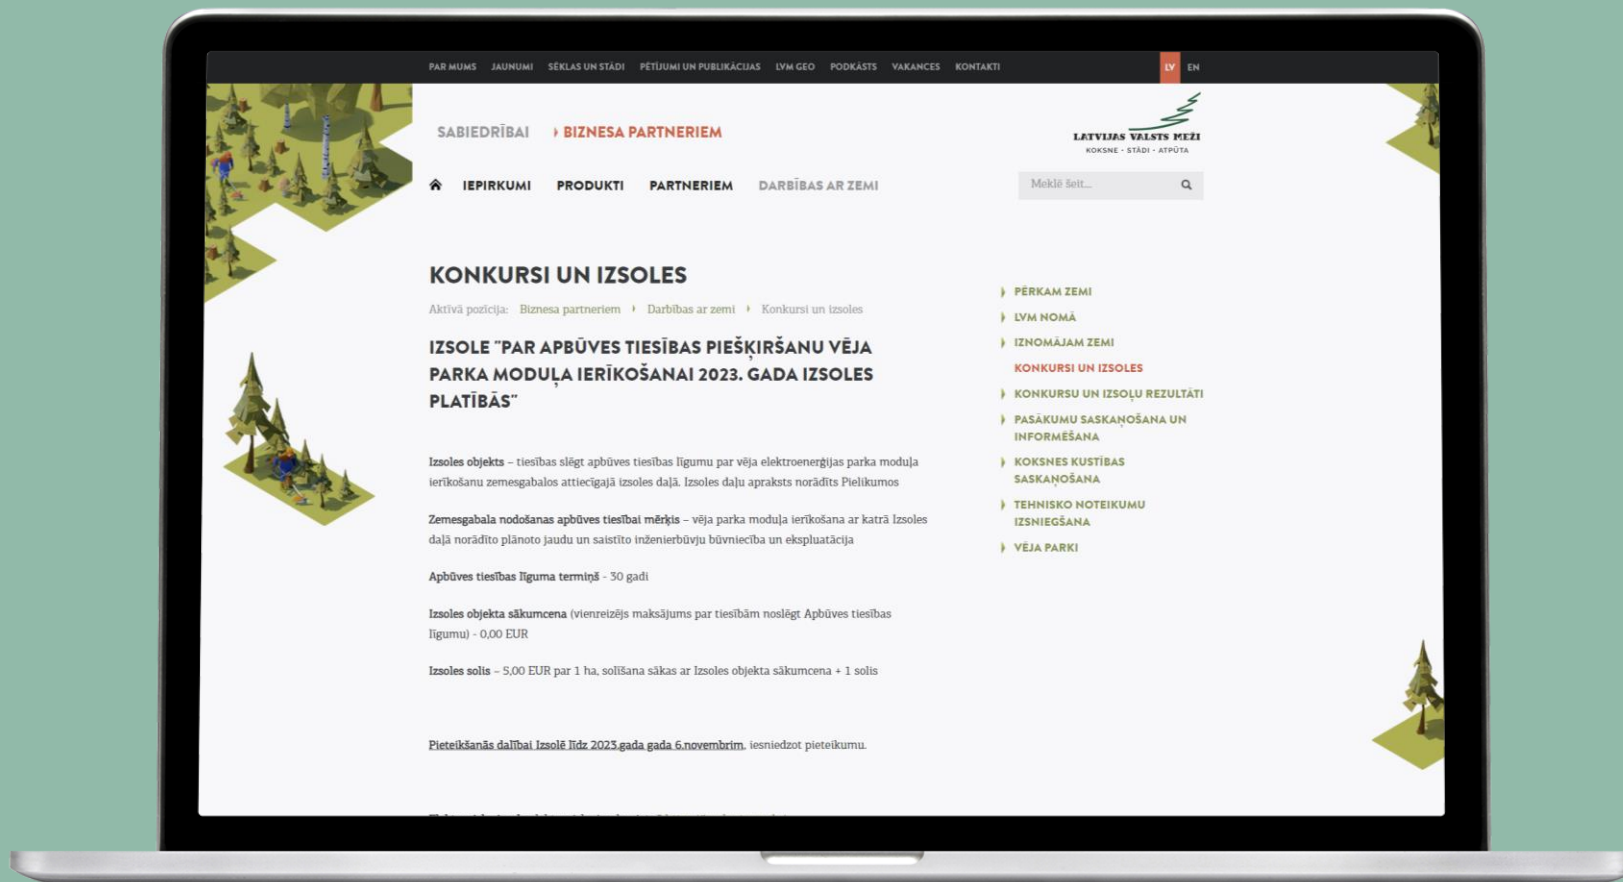 PAR MUMS JAUNUMI SĒKLAS UN STĀDI PĒTĪJUMI UN PUBLIKĀCIJAS LVM GEO PODKĀSTS VAKANCES KONTAKTI LV EN
SABIEDRĪBAI BIZNESA PARTNERIEM
LATVIJAS VALSTS MEŽI
KOKSNE · STĀDI · ATPŪTA
IEPIRKUMI PRODUKTI PARTNERIEM DARBĪBAS AR ZEMI
Meklē šeit...
KONKURSI UN IZSOLES
Aktīvā pozīcija: Biznesa partneriem Darbības ar zemi Konkursi un izsoles
IZSOLE "PAR APBŪVES TIESĪBAS PIEŠĶIRŠANU VĒJA
PARKA MODUĻA IERĪKOŠANAI 2023. GADA IZSOLES
PLATĪBĀS"
Izsoles objekts – tiesības slēgt apbūves tiesības līgumu par vēja elektroenerģijas parka moduļa
ierīkošanu zemesgabalos attiecīgajā izsoles daļā. Izsoles daļu apraksts norādīts Pielikumos
Zemesgabala nodošanas apbūves tiesībai mērķis – vēja parka moduļa ierīkošana ar katrā Izsoles
daļā norādīto plānoto jaudu un saistīto inženierbūvju būvniecība un ekspluatācija
Apbūves tiesības līguma termiņš - 30 gadi
Izsoles objekta sākumcena (vienreizējs maksājums par tiesībām noslēgt Apbūves tiesības
līgumu) - 0,00 EUR
Izsoles solis – 5,00 EUR par 1 ha, solīšana sākas ar Izsoles objekta sākumcena + 1 solis
Pieteikšanās dalībai Izsolē līdz 2023.gada gada 6.novembrim, iesniedzot pieteikumu.
PĒRKAM ZEMI
LVM NOMĀ
IZNOMĀJAM ZEMI
KONKURSI UN IZSOLES
KONKURSU UN IZSOĻU REZULTĀTI
PASĀKUMU SASKAŅOŠANA UN
INFORMĒŠANA
KOKSNES KUSTĪBAS
SASKAŅOŠANA
TEHNISKO NOTEIKUMU
IZSNIEGŠANA
VĒJA PARKI